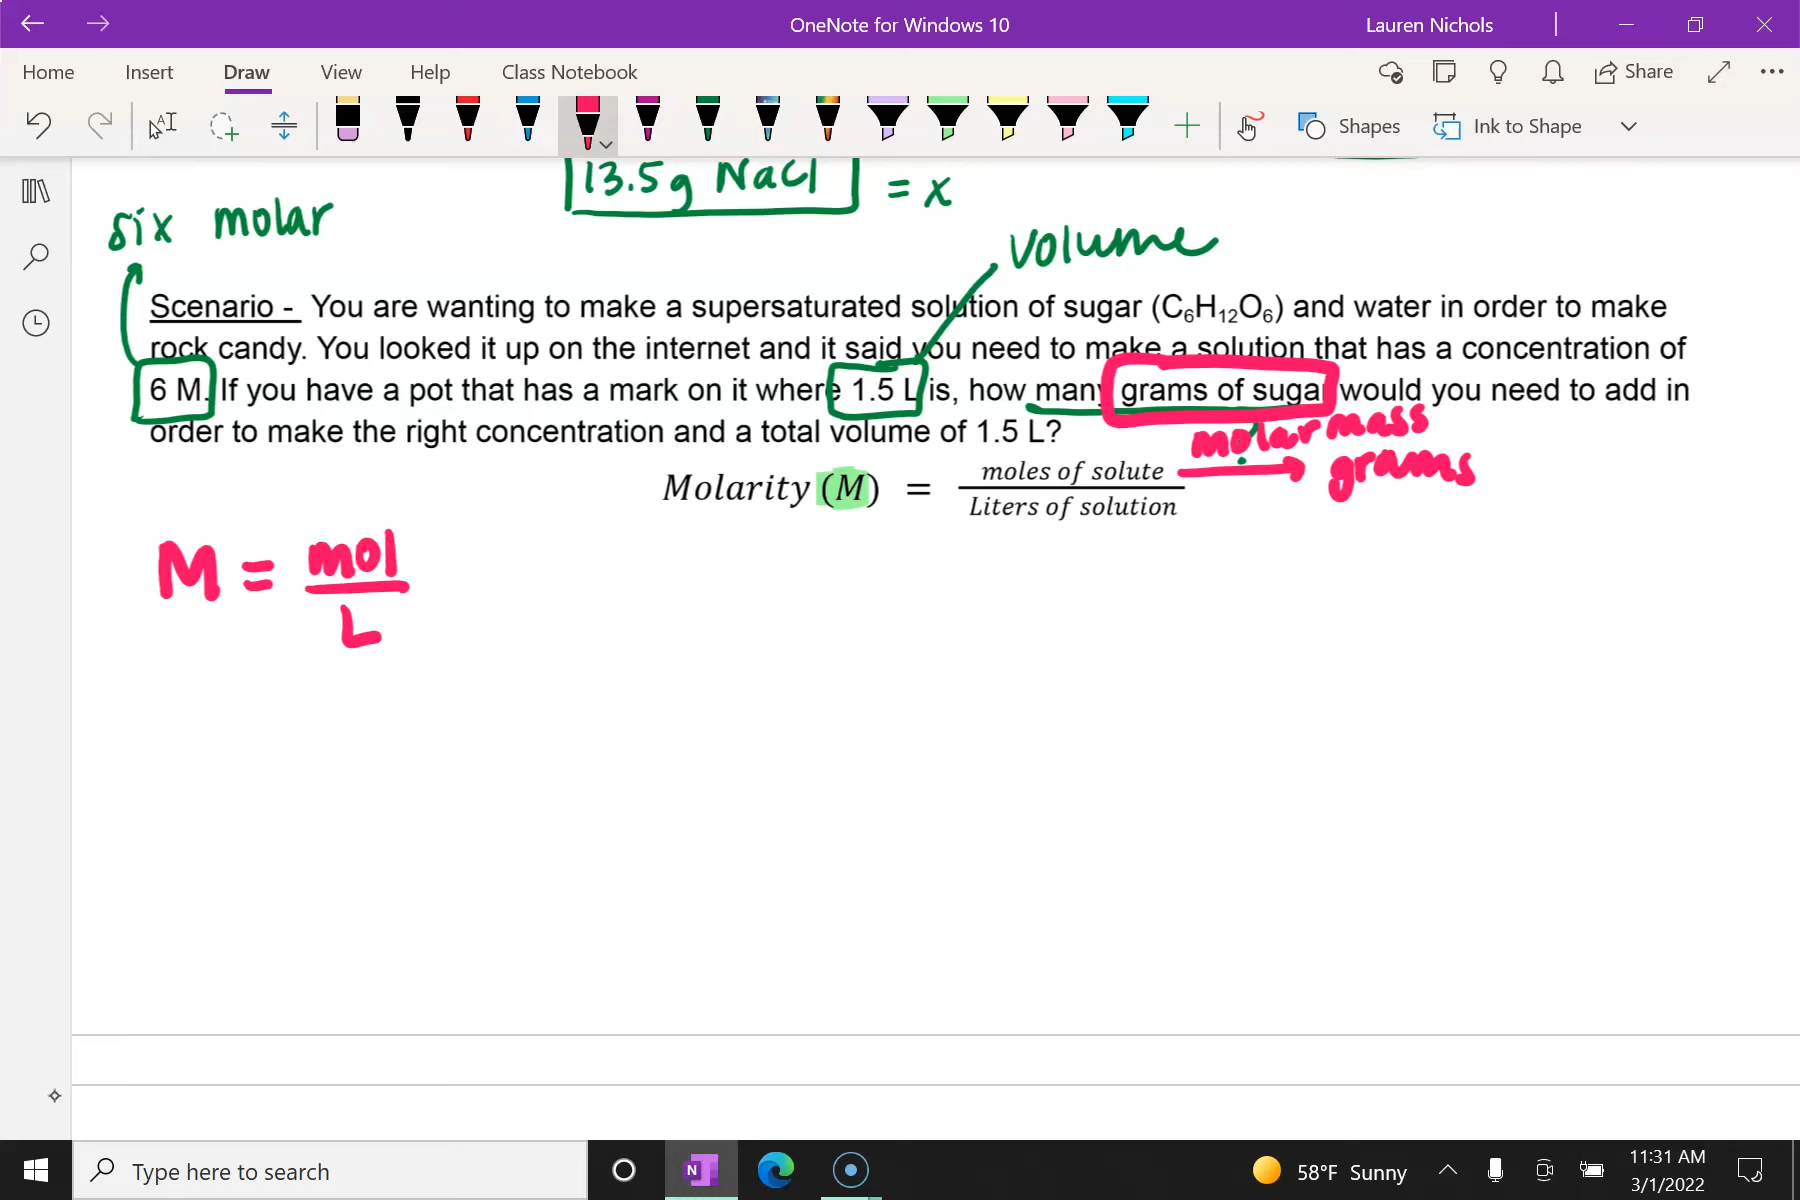 OneNote for Windows 10
Lauren Nichols
Home Insert Draw View Help Class Notebook
Share
Shapes Ink to Shape
13.5g NaCl = x
six molar
volume
Scenario - You are wanting to make a supersaturated solution of sugar (C₆H₁₂O₆) and water in order to make
rock candy. You looked it up on the internet and it said you need to make a solution that has a concentration of
6 M. If you have a pot that has a mark on it where 1.5 L is, how many grams of sugar would you need to add in
order to make the right concentration and a total volume of 1.5 L?
molar mass
grams
Molarity (M) = moles of solute
Liters of solution
M = mol
L
Type here to search
N
58°F Sunny
11:31 AM
3/1/2022